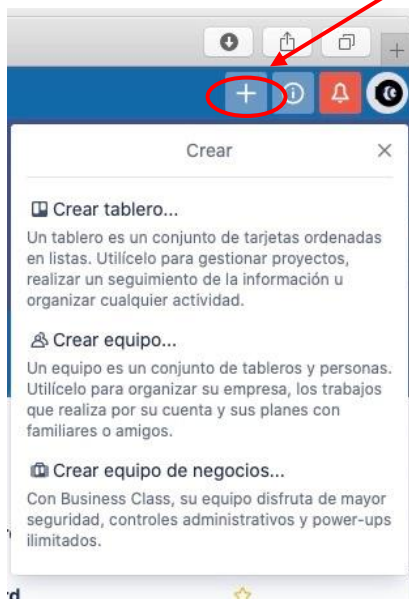 Crear
Crear tablero...
Un tablero es un conjunto de tarjetas ordenadas
en listas. Utilícelo para gestionar proyectos,
realizar un seguimiento de la información u
organizar cualquier actividad.
Crear equipo...
Un equipo es un conjunto de tableros y personas.
Utilícelo para organizar su empresa, los trabajos
que realiza por su cuenta y sus planes con
familiares o amigos.
Crear equipo de negocios...
Con Business Class, su equipo disfruta de mayor
seguridad, controles administrativos y power-ups
ilimitados.
rd